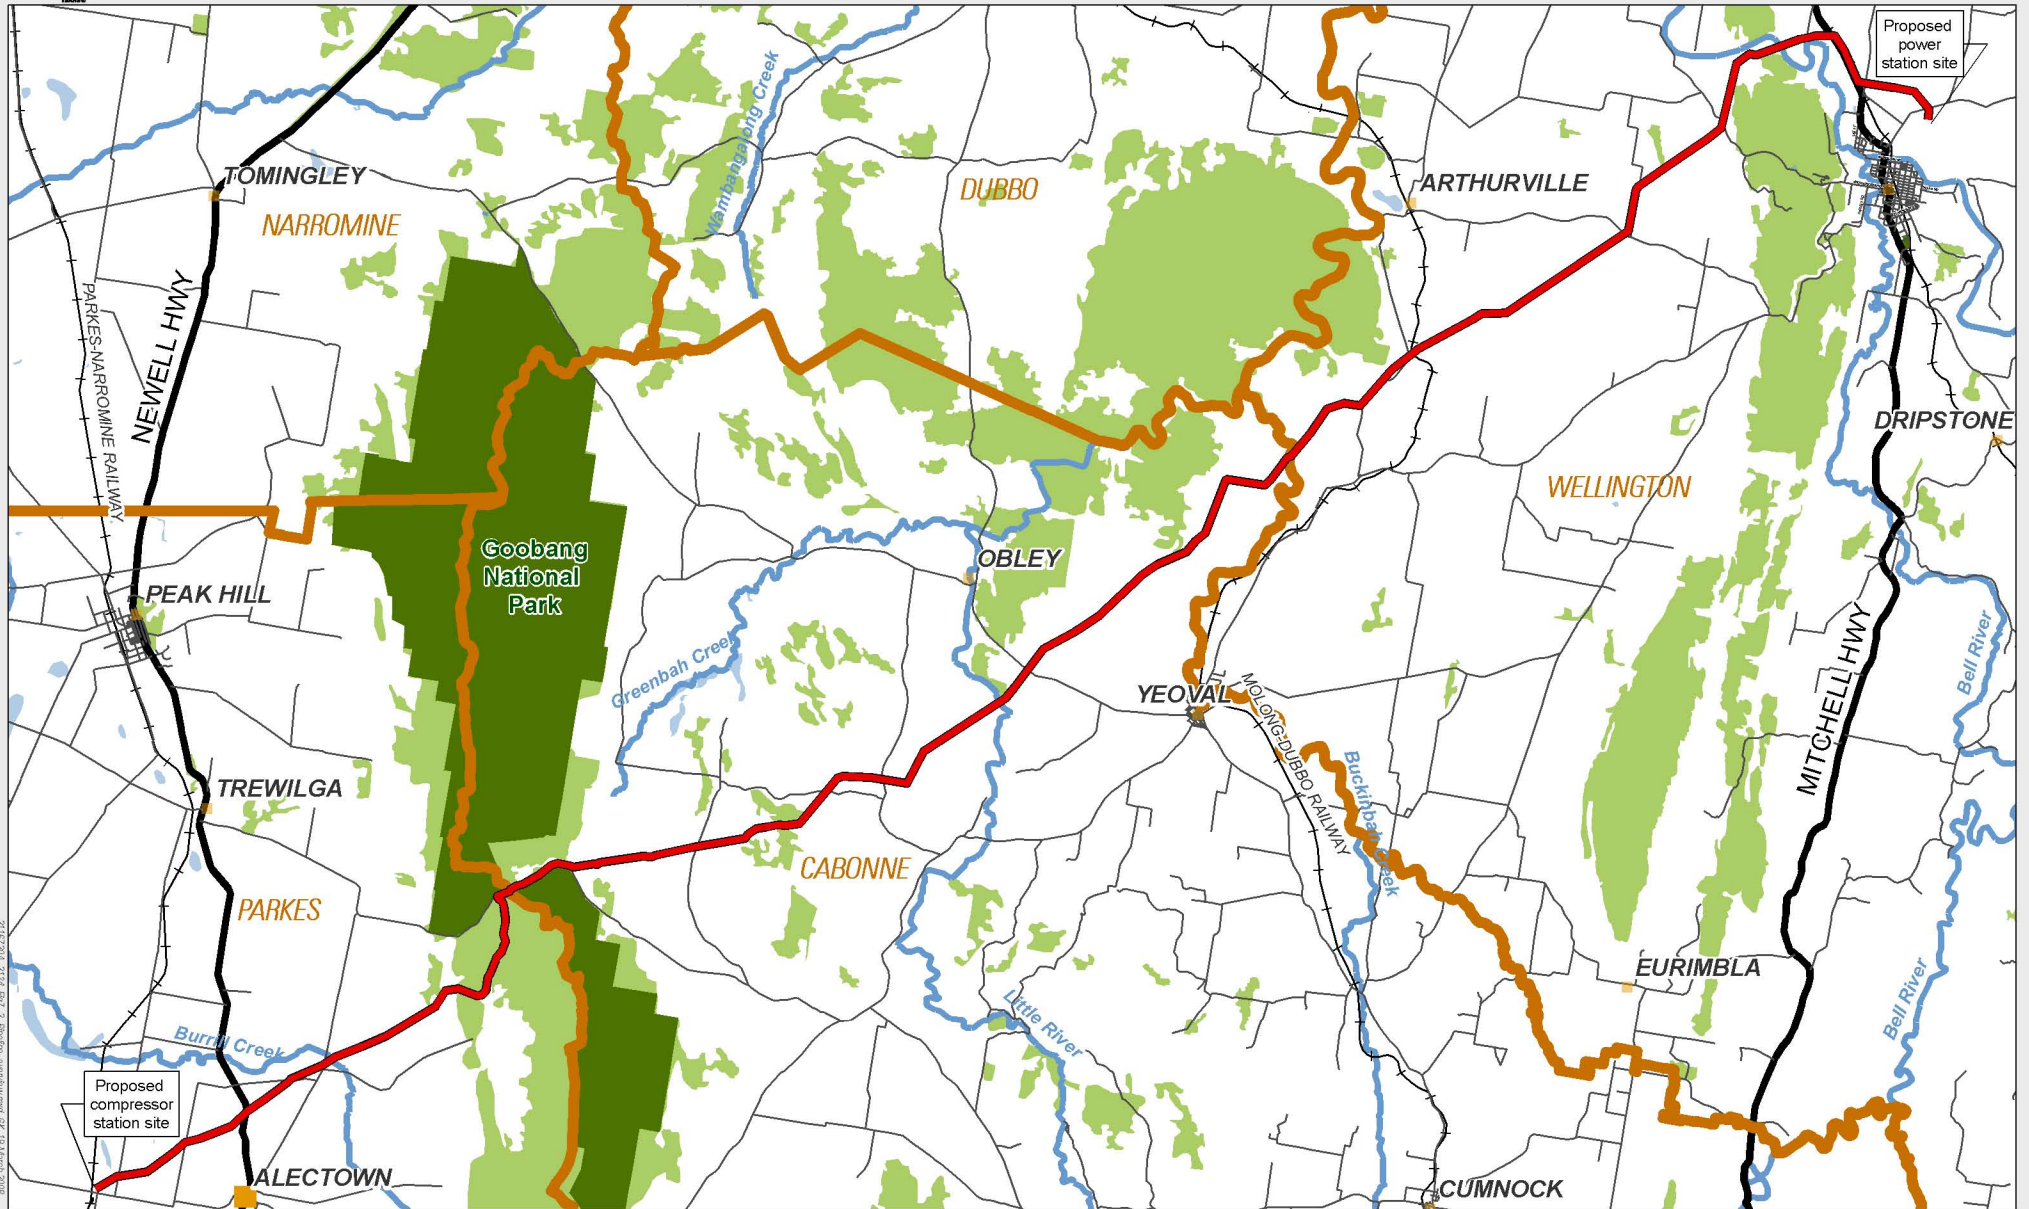 Proposed
power
station site
Wambangalong Creek
TOMINGLEY
NARROMINE
DUBBO
ARTHURVILLE
PARKES-NARROMINE RAILWAY
NEWELL HWY
DRIPSTONE
WELLINGTON
Goobang
National
Park
OBLEY
PEAK HILL
Greenbah Creek
YEOVAL
MOLONG-DUBBO RAILWAY
Buckinbah Creek
MITCHELL HWY
Bell River
TREWILGA
CABONNE
PARKES
EURIMBLA
Little River
Bell River
Burrill Creek
Proposed
compressor
station site
ALECTOWN
CUMNOCK